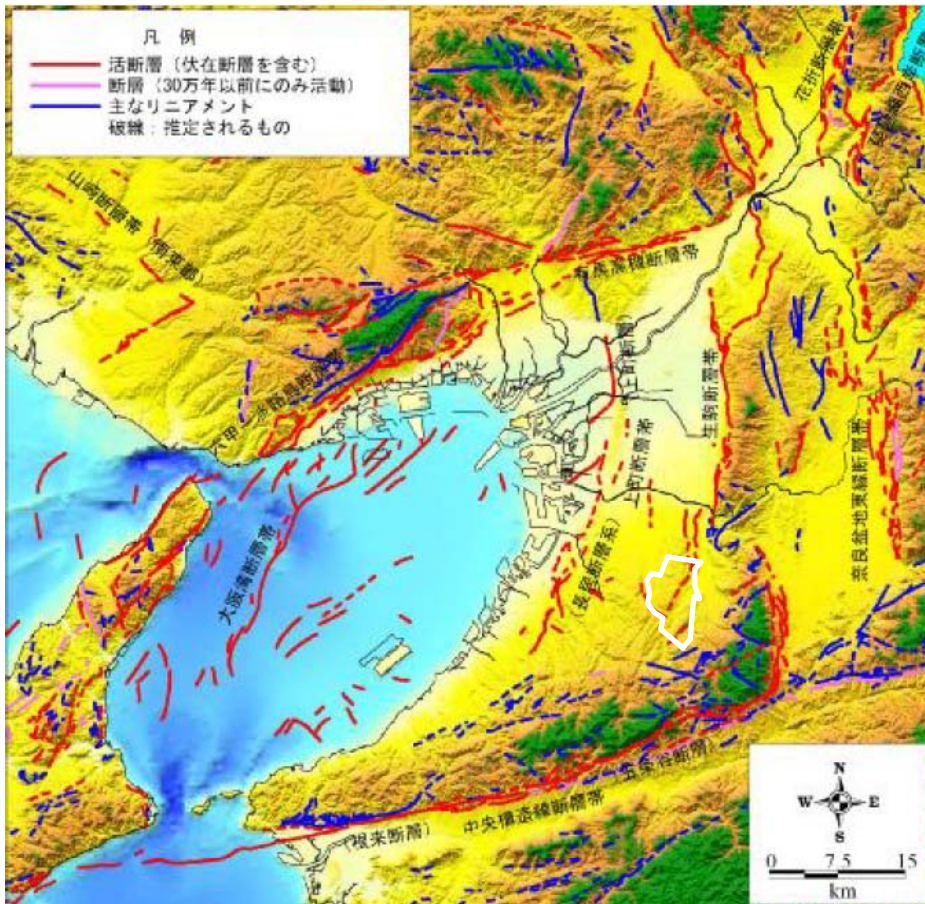 凡 例
活断層（伏在断層を含む）
断層（30万年以前にのみ活動）
主なリニアメント
破線：推定されるもの
花折断層帯
山崎断層帯
有馬高槻断層帯
六甲・淡路島断層帯
上町断層帯
生駒断層帯
大阪湾断層帯
奈良盆地東縁断層帯
中央構造線断層帯
（根来断層）
五条谷断層）
N
W
E
S
0
7.5
15
km